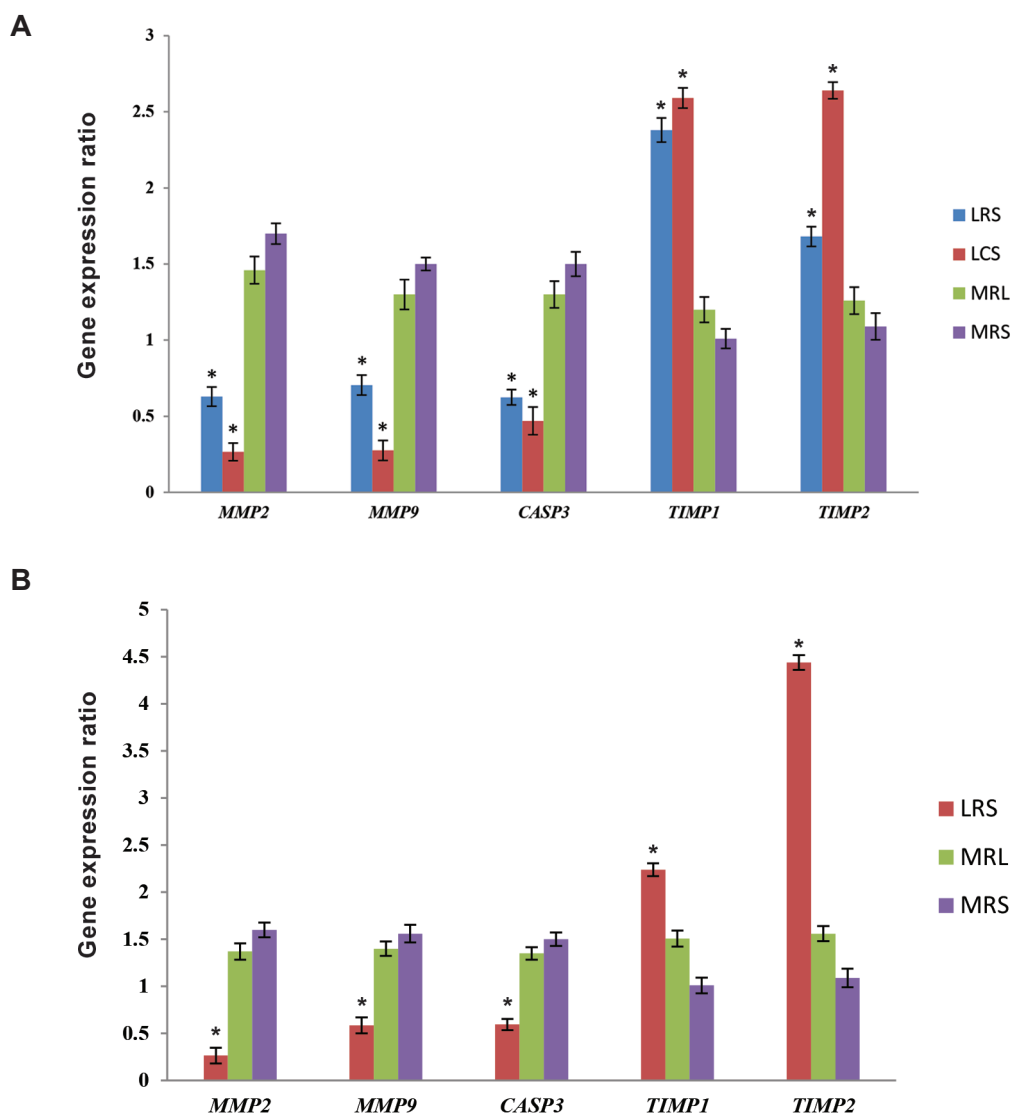 A
Gene expression ratio
3
2.5
2
1.5
1
0.5
0
* * * * * * * * * *
MMP2 MMP9 CASP3 TIMP1 TIMP2
LRS
LCS
MRL
MRS
B
Gene expression ratio
5
4.5
4
3.5
3
2.5
2
1.5
1
0.5
0
* * * * *
MMP2 MMP9 CASP3 TIMP1 TIMP2
LRS
MRL
MRS